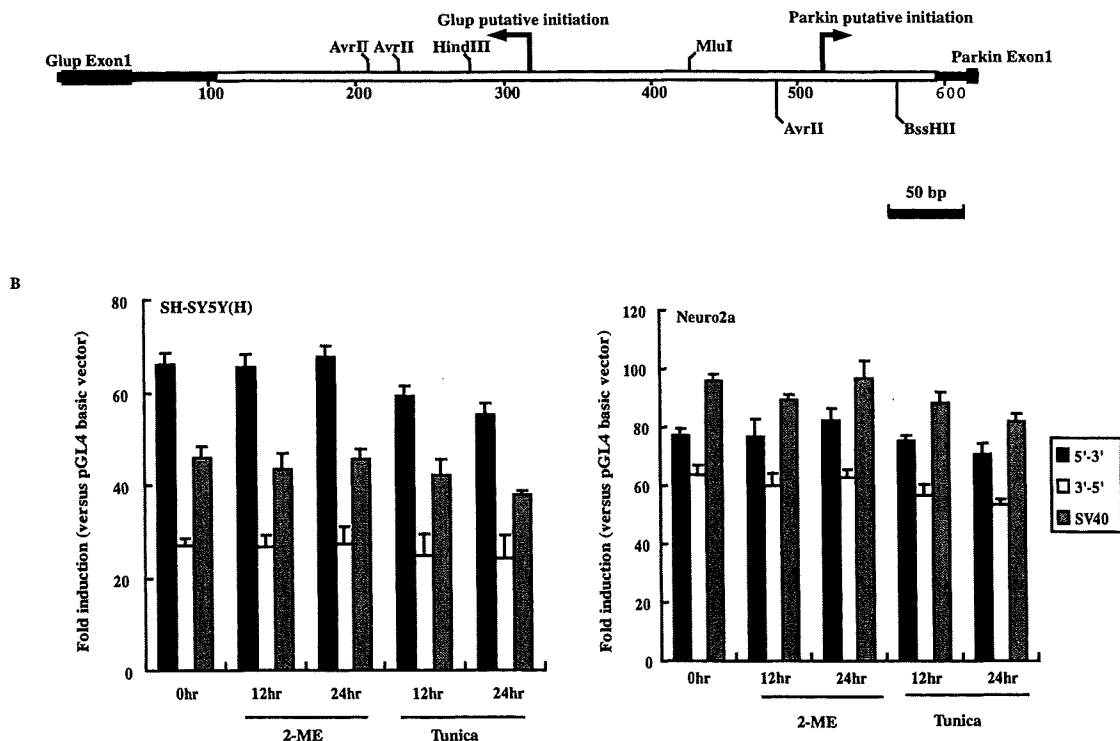 Glup putative initiation
Parkin putative initiation
AvrII AvrII HindIII
MluI
Glup Exon1
Parkin Exon1
100 200 300 400 500 600
AvrII
BssHII
50 bp
B
SH-SY5Y(H)
Fold induction (versus pGL4 basic vector)
80
60
40
20
0
0hr 12hr 24hr 12hr 24hr
2-ME Tunica
Neuro2a
Fold induction (versus pGL4 basic vector)
120
100
80
60
40
20
0
0hr 12hr 24hr 12hr 24hr
2-ME Tunica
5'-3'
3'-5'
SV40